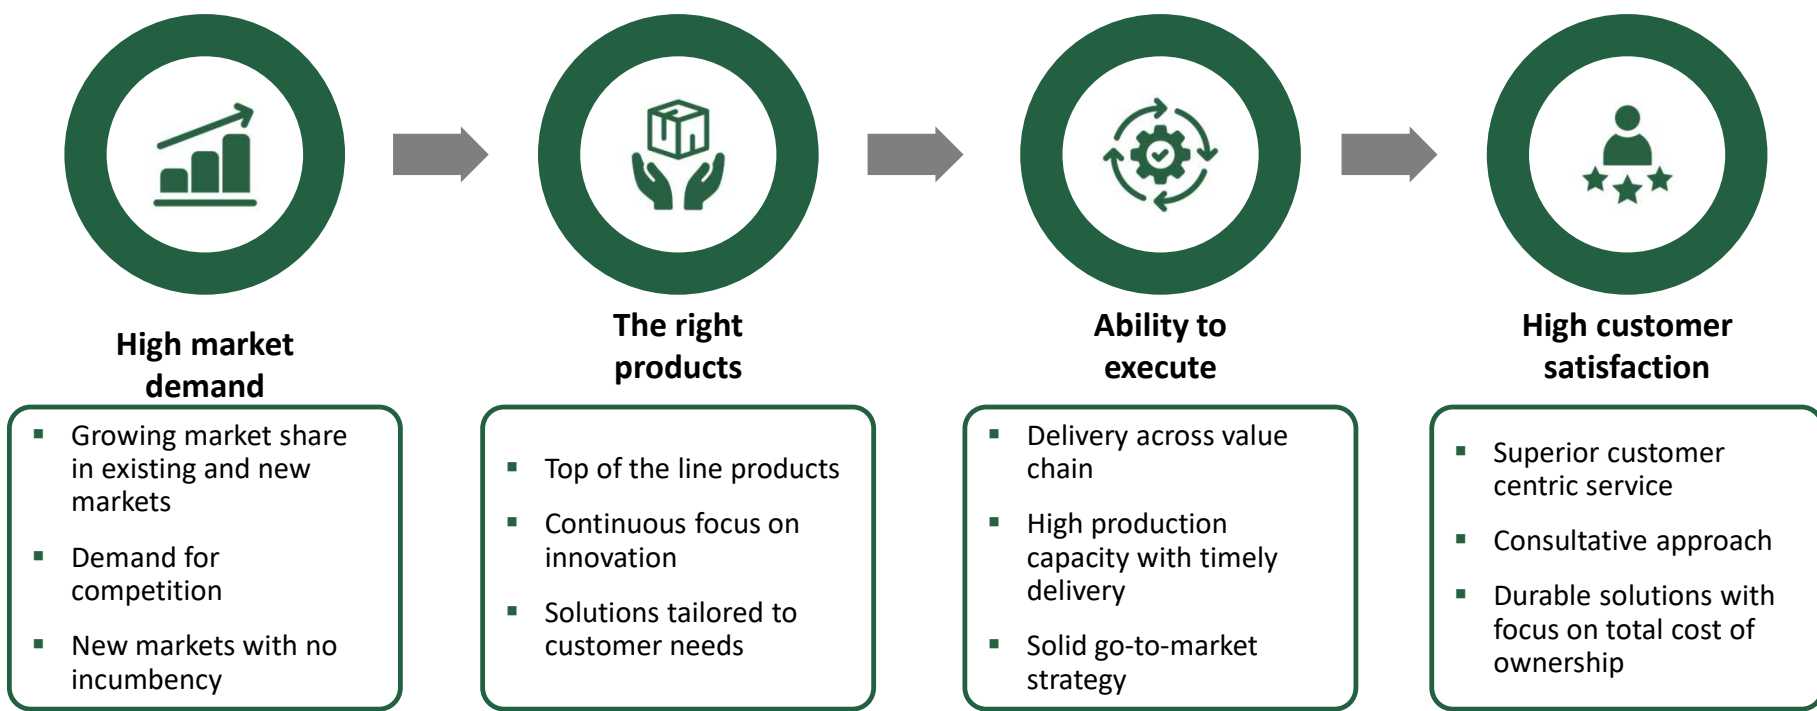 High market
demand
▪ Growing market share
in existing and new
markets
▪ Demand for
competition
▪ New markets with no
incumbency
The right
products
▪ Top of the line products
▪ Continuous focus on
innovation
▪ Solutions tailored to
customer needs
Ability to
execute
▪ Delivery across value
chain
▪ High production
capacity with timely
delivery
▪ Solid go-to-market
strategy
High customer
satisfaction
▪ Superior customer
centric service
▪ Consultative approach
▪ Durable solutions with
focus on total cost of
ownership